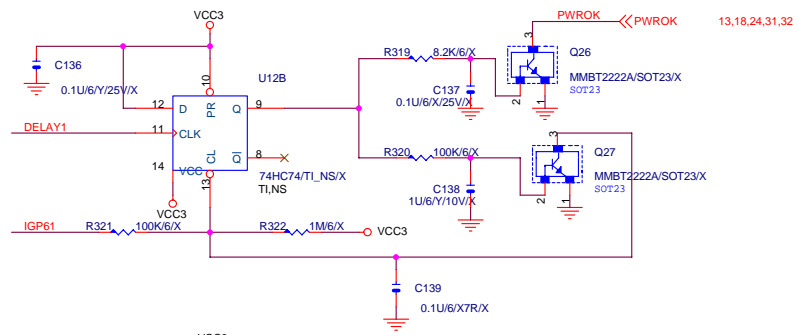 VCC3
PWROK
PWROK
13,18,24,31,32
3
R319
8.2K/6/X
Q26
C136
10
U12B
MMBT2222A/SOT23/X
SOT23
0.1U/6/Y/25V/X
C137
0.1U/6/X/25V/X
2
1
12
D
PR
Q
9
DELAY1
11
CLK
3
R320
100K/6/X
Q27
14
VCC
CL
Q
8
74HC74/TI_NS/X
TI,NS
MMBT2222A/SOT23/X
SOT23
13
C138
1U/6/Y/10V/X
2
1
VCC3
IGP61
R321
100K/6/X
R322
1M/6/X
VCC3
C139
0.1U/6/X7R/X